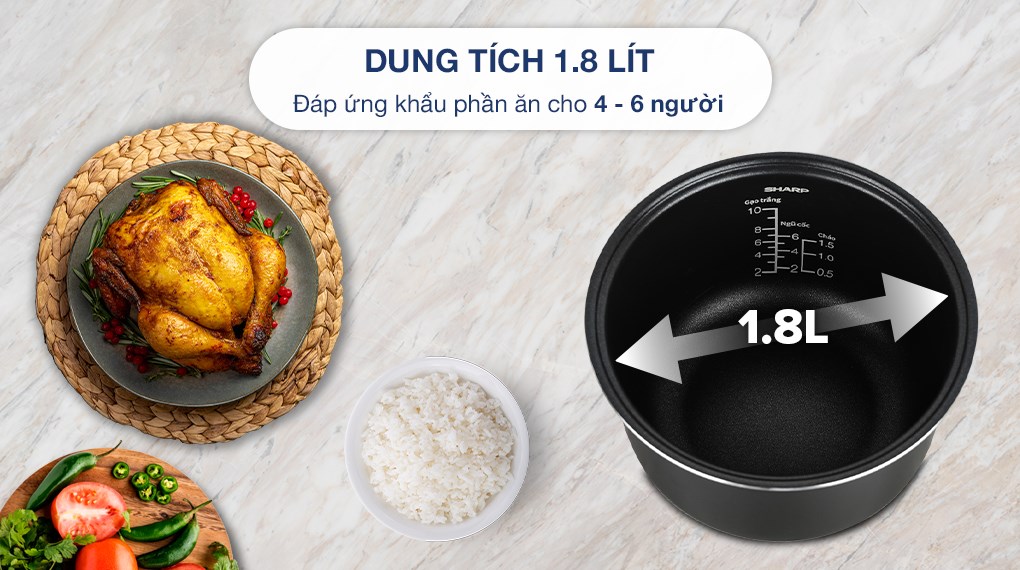 DUNG TÍCH 1.8 LÍT
Đáp ứng khẩu phần ăn cho 4 - 6 người
SHARP
Gạo trắng
10
8
6
4
2
Ngũ cốc
6
4
2
Cháo
1.5
1.0
0.5
1.8L